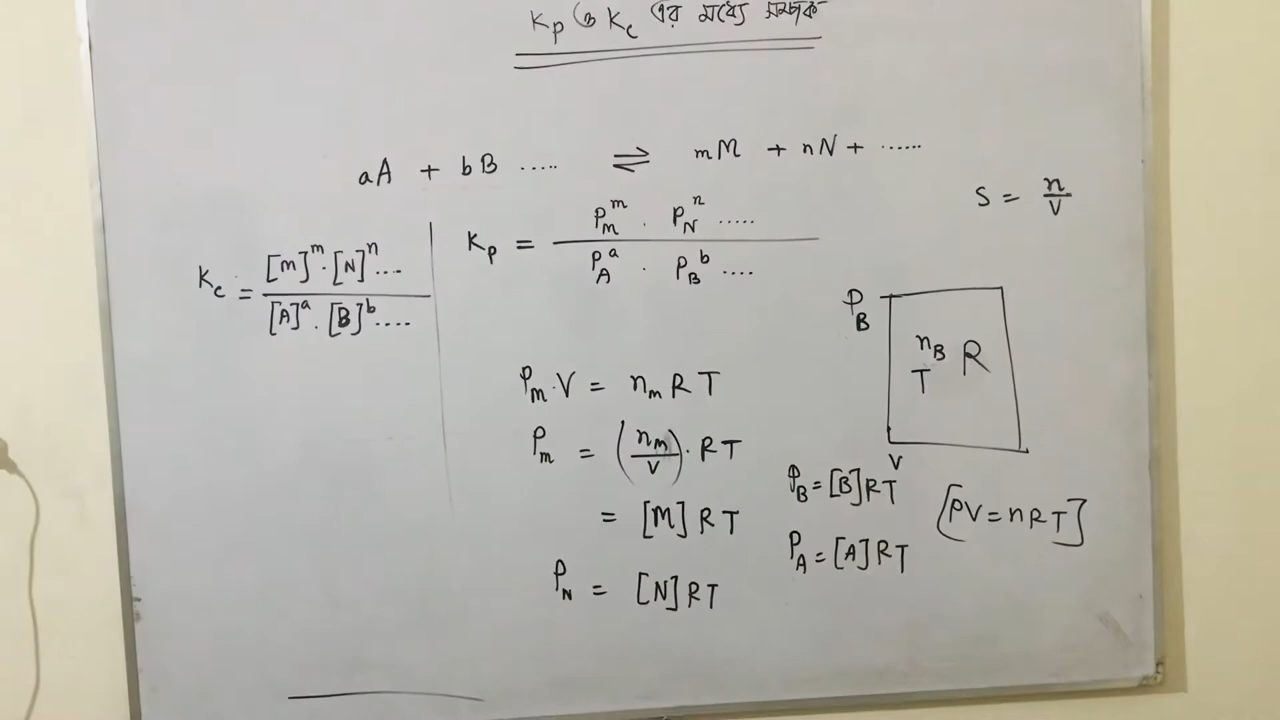 Kp ও Kc এর মধ্যে সম্পর্ক
aA + bB ..... ⇌ mM + nN + ......
S = n/V
Kc = [M]^m . [N]^n ... / [A]^a . [B]^b ....
Kp = P_M^m . P_N^n ..... / P_A^a . P_B^b ....
P_B
n_B R
T
V
P_m . V = n_m R T
P_m = (n_m/V) . RT
= [M] RT
P_N = [N] RT
P_B = [B] RT
P_A = [A] RT
[PV = nRT]